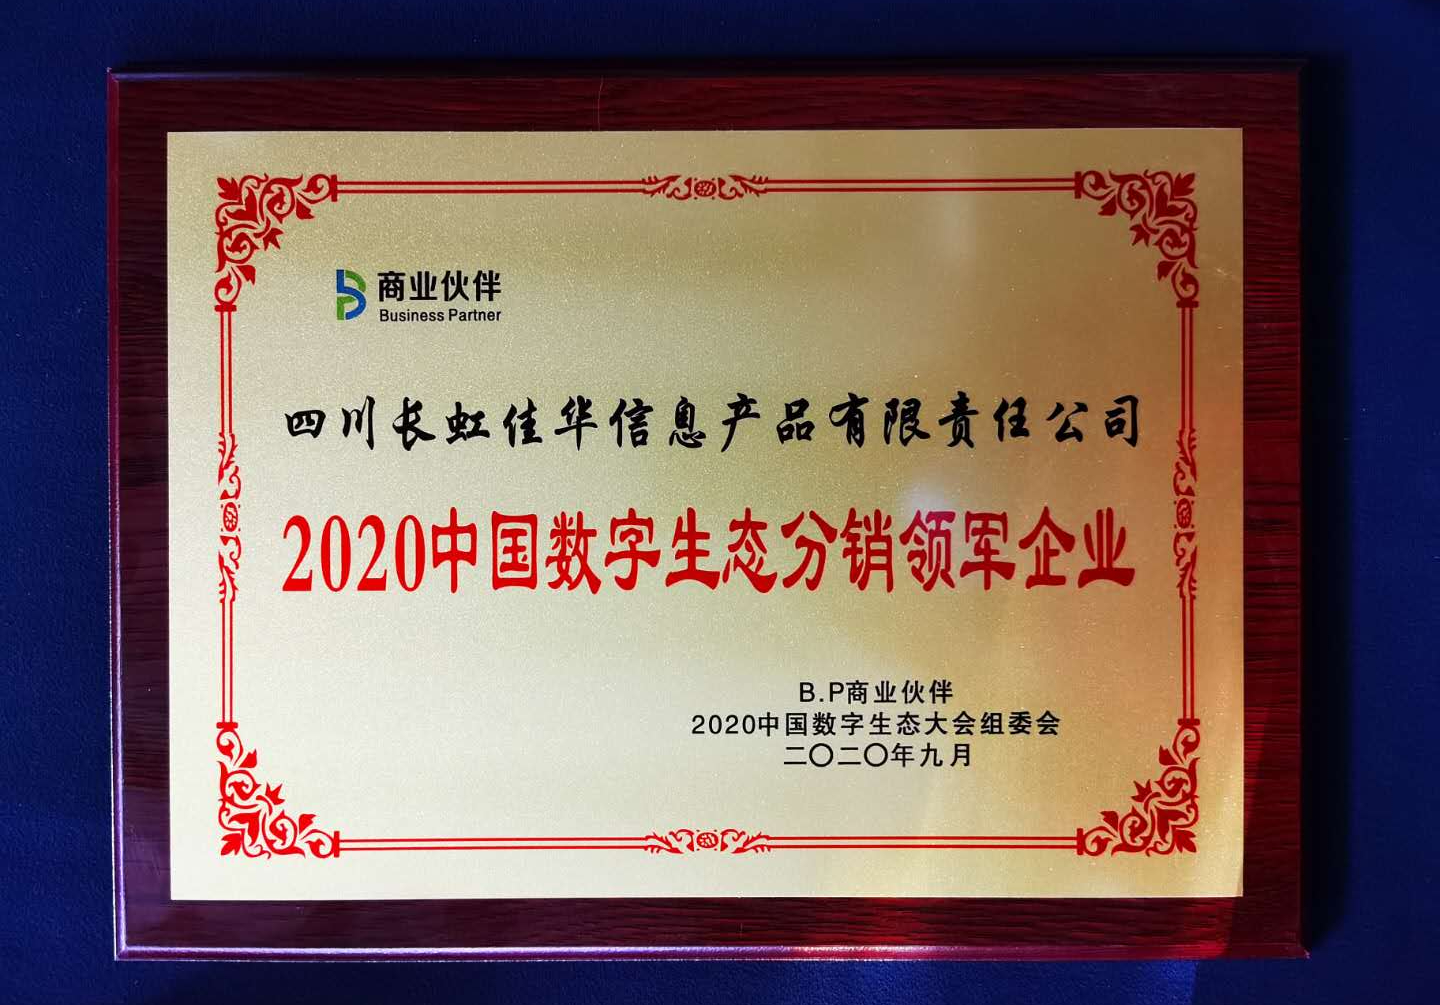 商业伙伴
Business Partner
四川长虹佳华信息产品有限责任公司
2020中国数字生态分销领军企业
B.P商业伙伴
2020中国数字生态大会组委会
二〇二〇年九月